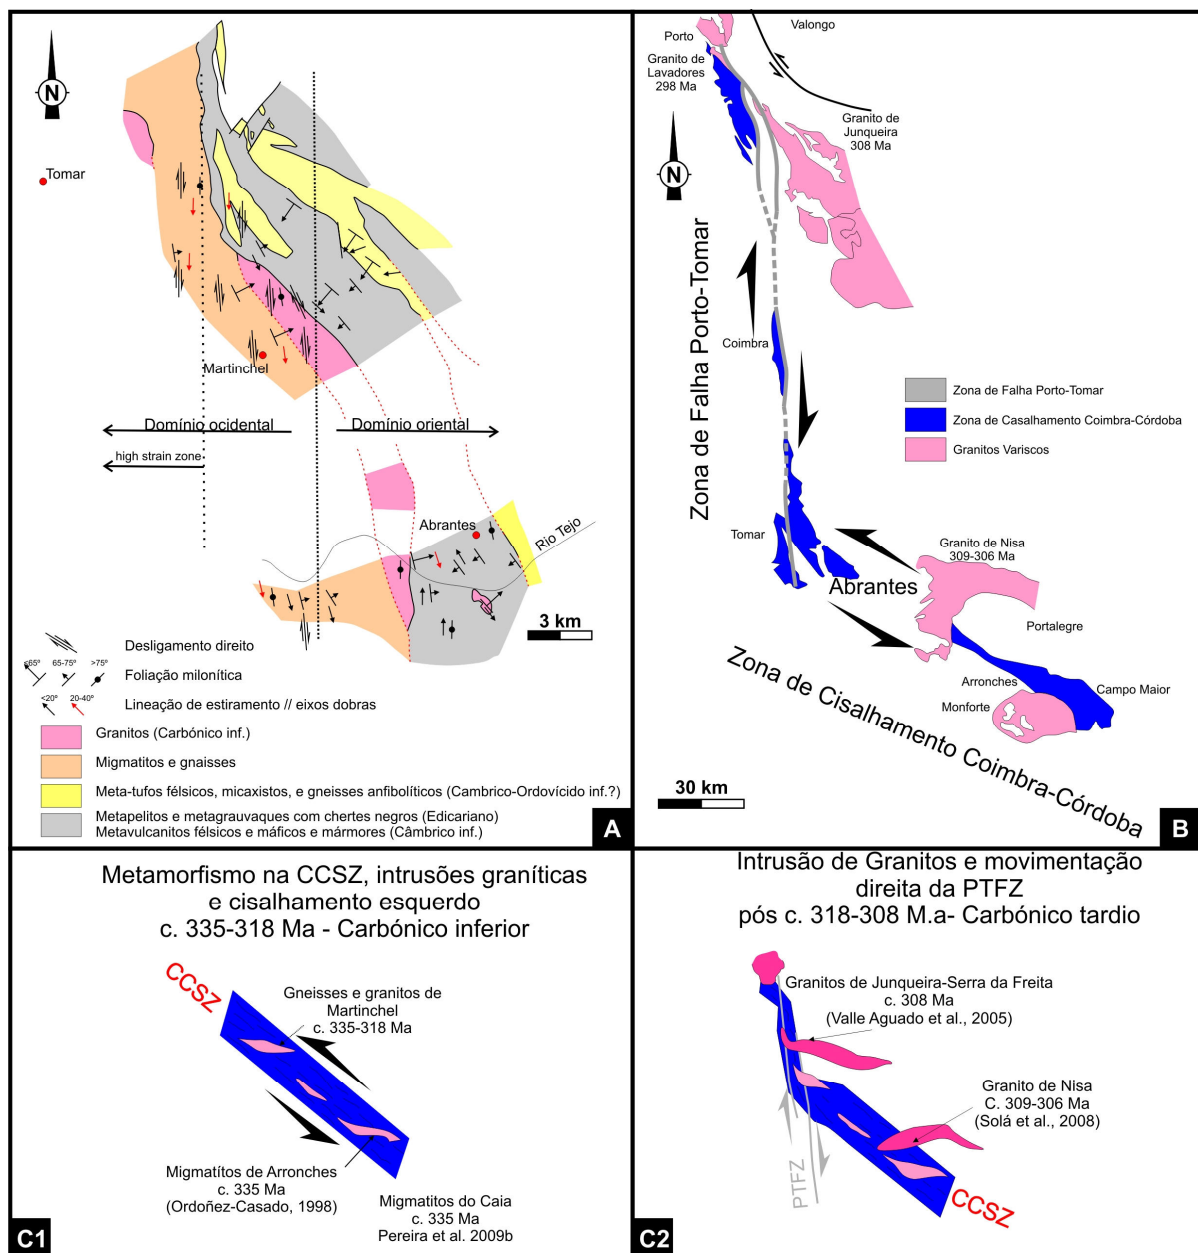 N
Tomar
Martinchel
Domínio ocidental
Domínio oriental
high strain zone
Abrantes
Rio Tejo
3 km
Desligamento direito
≤65º 65-75º >75º
Foliação milonítica
<20º 20-40º
Lineação de estiramento // eixos dobras
Granitos (Carbónico inf.)
Migmatitos e gnaisses
Meta-tufos félsicos, micaxistos, e gneisses anfibolíticos (Cambrico-Ordovícido inf.?)
Metapelitos e metagrauvaques com chertes negros (Edicariano)
Metavulcanitos félsicos e máficos e mármores (Câmbrico inf.)
A
Porto
Valongo
Granito de
Lavadores
298 Ma
Granito de
Junqueira
308 Ma
N
Zona de Falha Porto-Tomar
Coimbra
Zona de Falha Porto-Tomar
Zona de Casalhamento Coimbra-Córdoba
Granitos Variscos
Tomar
Granito de Nisa
309-306 Ma
Abrantes
Portalegre
Arronches
Campo Maior
Monforte
Zona de Cisalhamento Coimbra-Córdoba
30 km
B
Metamorfismo na CCSZ, intrusões graníticas
e cisalhamento esquerdo
c. 335-318 Ma - Carbónico inferior
CCSZ
Gneisses e granitos de
Martinchel
c. 335-318 Ma
Migmatítos de Arronches
c. 335 Ma
(Ordoñez-Casado, 1998)
Migmatitos do Caia
c. 335 Ma
Pereira et al. 2009b
C1
Intrusão de Granitos e movimentação
direita da PTFZ
pós c. 318-308 M.a- Carbónico tardio
Granitos de Junqueira-Serra da Freita
c. 308 Ma
(Valle Aguado et al., 2005)
Granito de Nisa
C. 309-306 Ma
(Solá et al., 2008)
PTFZ
CCSZ
C2